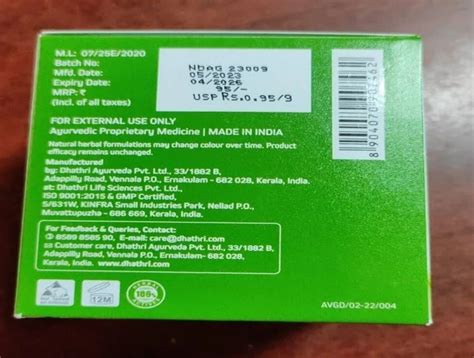 M.L: 07/25E/2020
Batch No: NbAG 23009
Mfd. Date: 05/2023
Expiry Date: 04/2026
MRP: ₹ 95/-
(Incl. of all taxes) USP Rs.0.95/g
FOR EXTERNAL USE ONLY
Ayurvedic Proprietary Medicine | MADE IN INDIA
Natural herbal formulations may change colour over time. Product
efficacy remains unchanged.
Manufactured
by: Dhathri Ayurveda Pvt. Ltd., 33/1882 B,
Adappilly Road, Vennala P.O., Ernakulam - 682 028, Kerala, India.
at: Dhathri Life Sciences Pvt. Ltd.
ISO 9001:2015 & GMP Certified,
5/631W, KINFRA Small Industries Park, Nellad P.O.,
Muvattupuzha - 686 669, Kerala, India.
For Feedback & Queries, Contact:
8589 8585 90, E-mail: care@dhathri.com
Customer care, Dhathri Ayurveda Pvt. Ltd., 33/1882 B,
Adappilly Road, Vennala P.O., Ernakulam - 682028,
Kerala, India. www.dhathri.com
12M
100%
AVGD/02-22/004